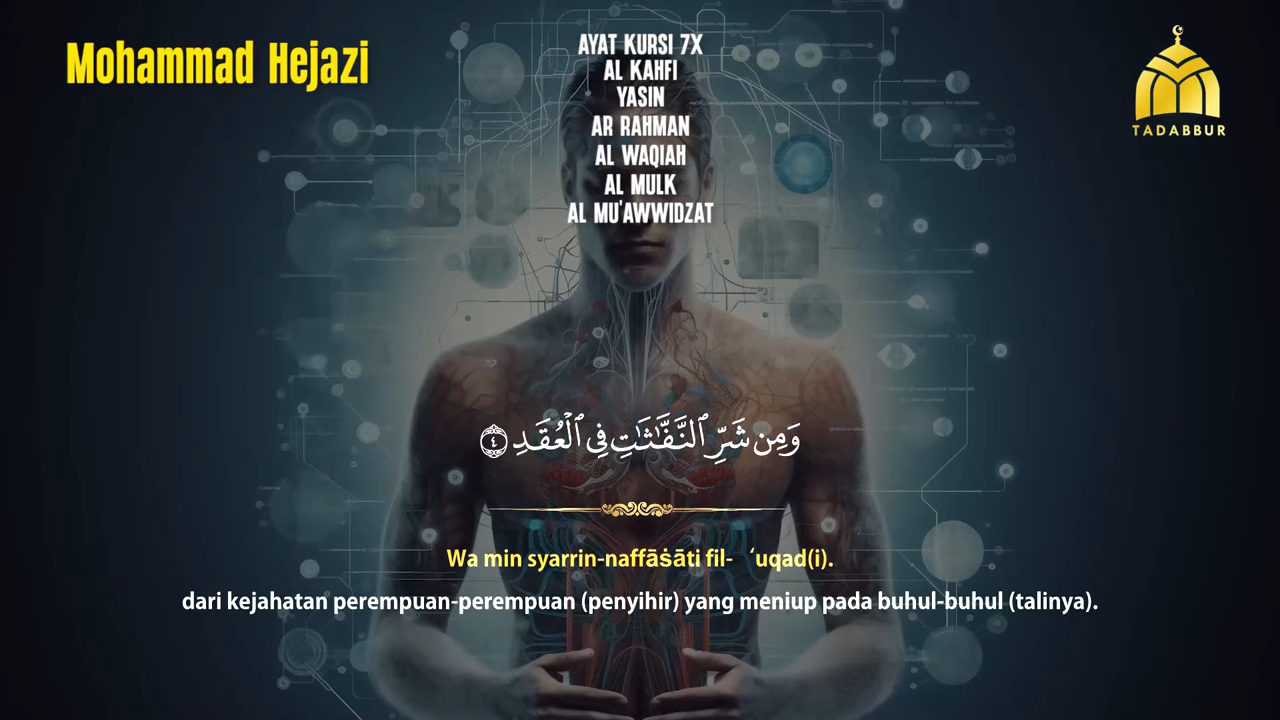 Mohammad Hejazi
AYAT KURSI 7X
AL KAHFI
YASIN
AR RAHMAN
AL WAQIAH
AL MULK
AL MU'AWWIDZAT
TADABBUR
وَمِن شَرِّ ٱلنَّفَّـٰثَـٰتِ فِى ٱلْعُقَدِ ٤
Wa min syarrin-naffāṡāti fil- ‘uqad(i).
dari kejahatan perempuan-perempuan (penyihir) yang meniup pada buhul-buhul (talinya).